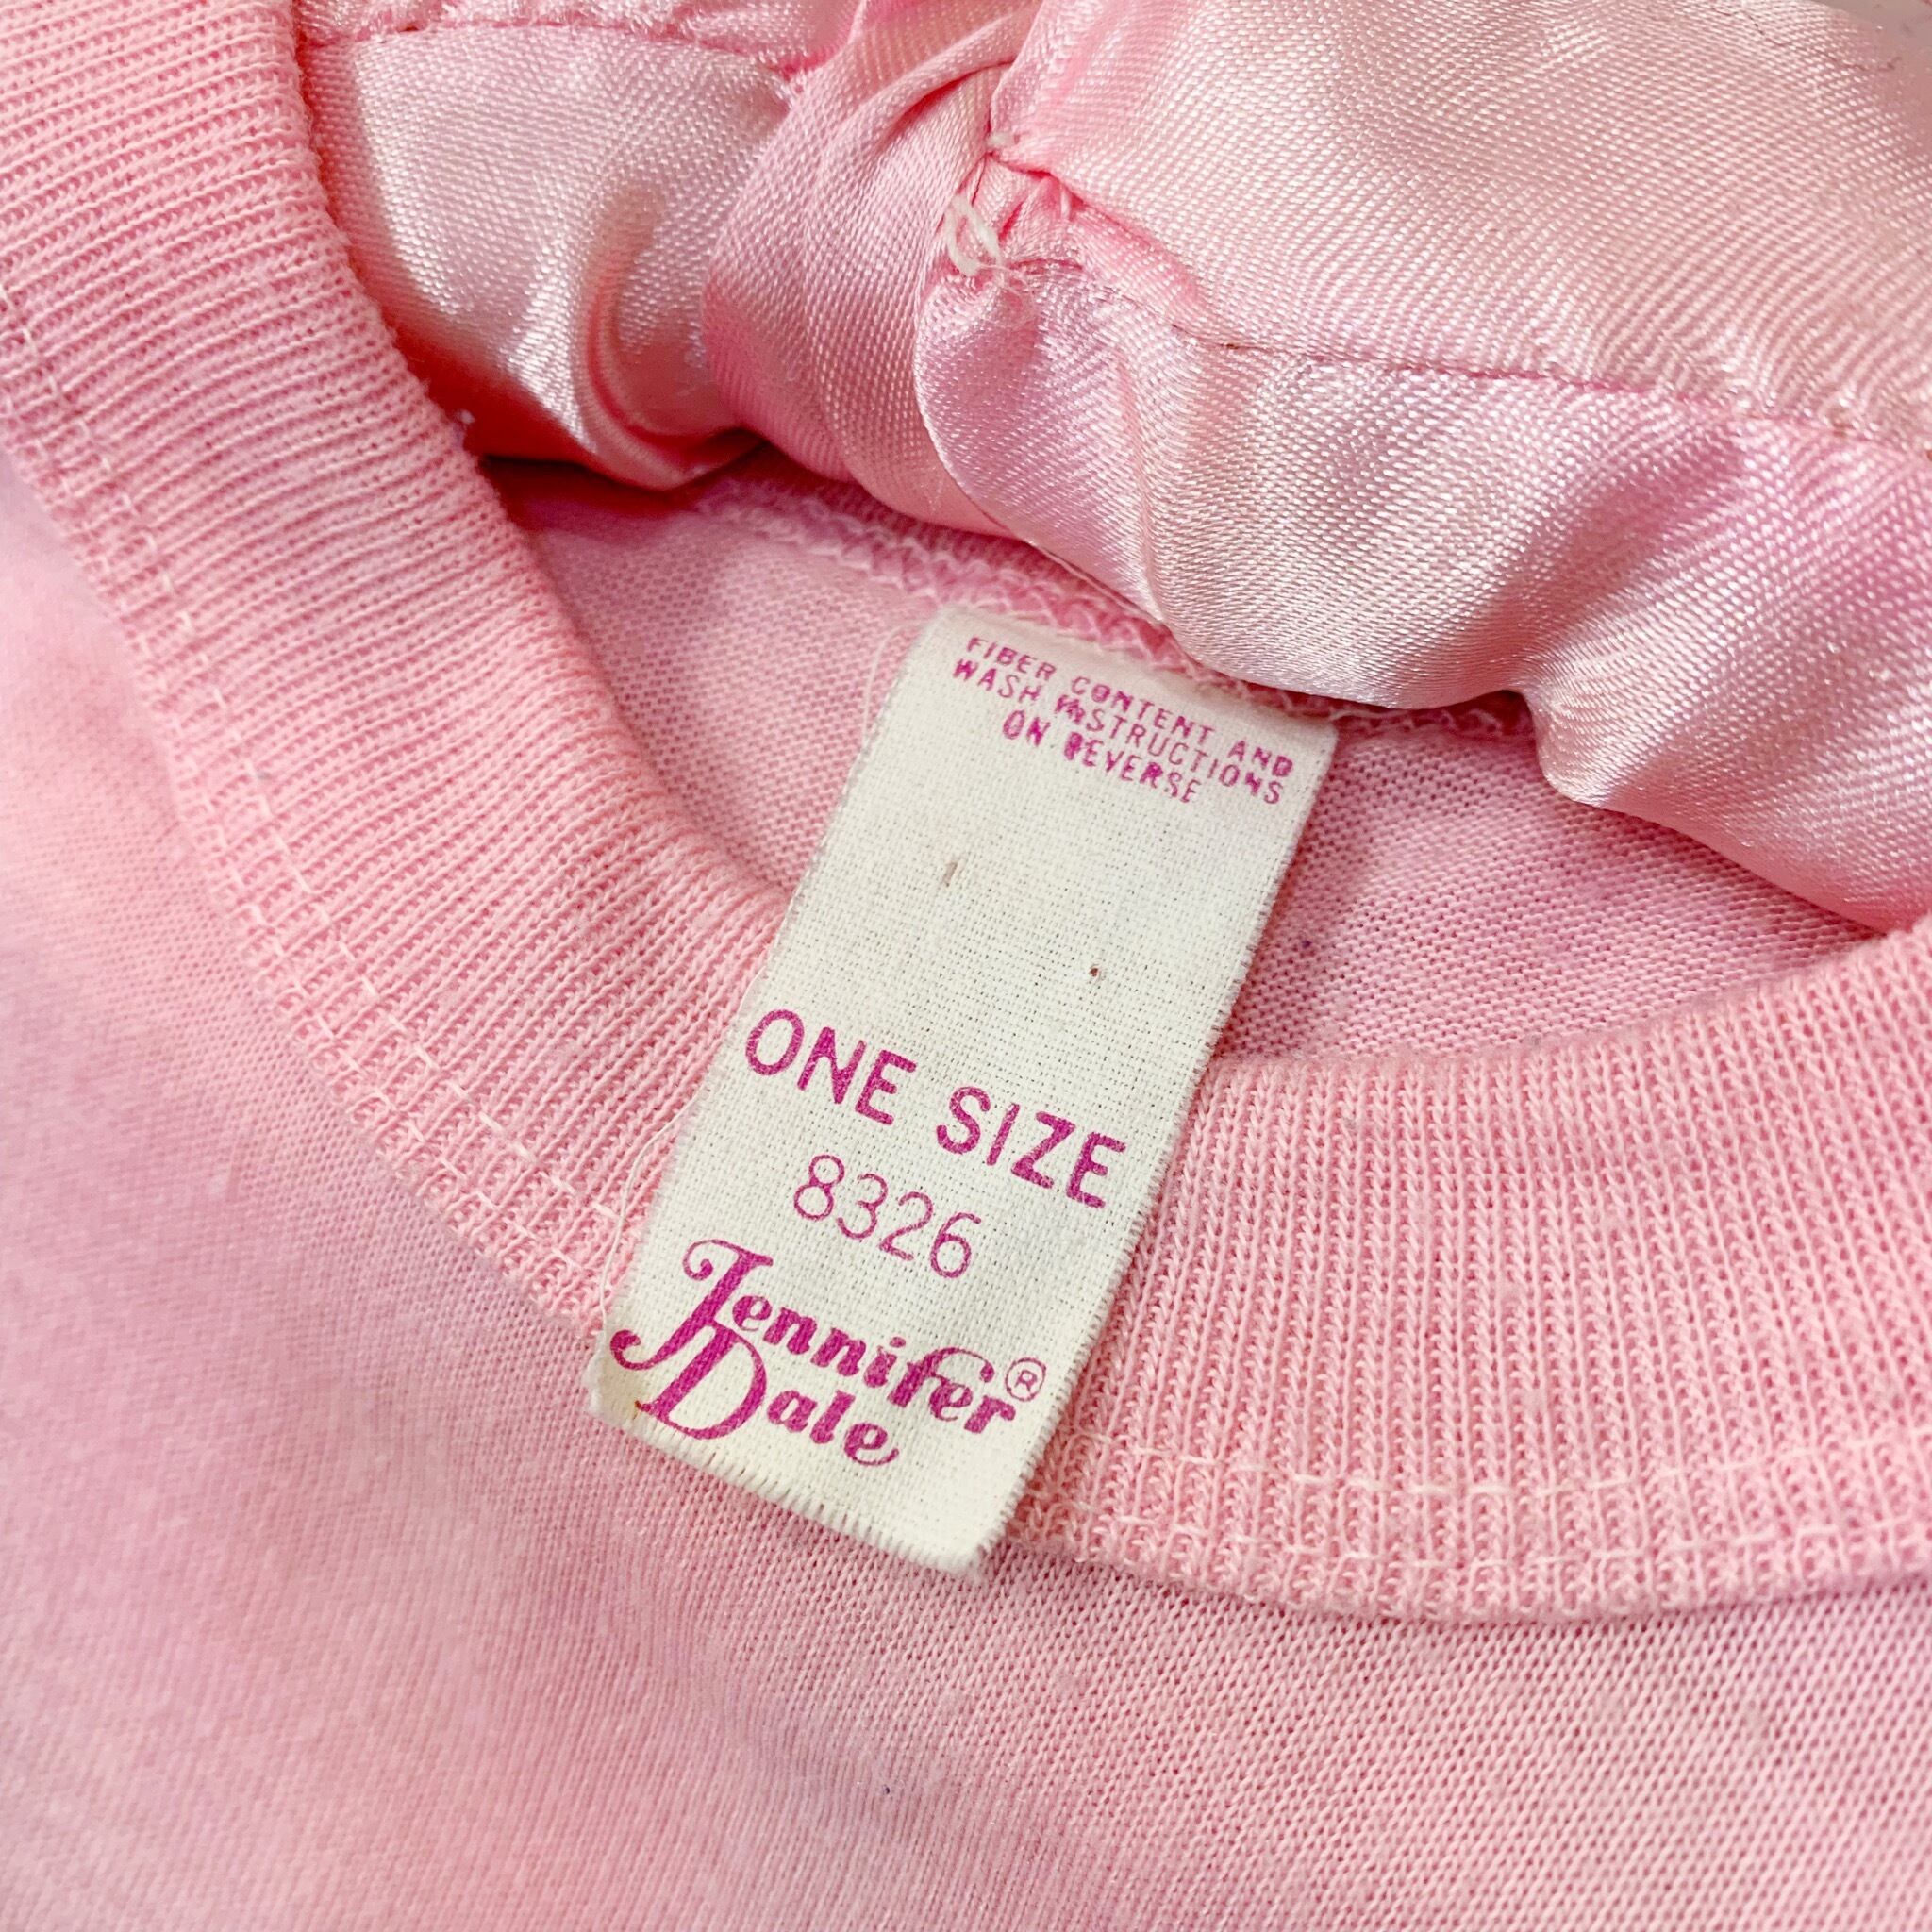 FIBER CONTENT AND
WASH INSTRUCTIONS
ON REVERSE
ONE SIZE
8326
Jennifer®
Dale